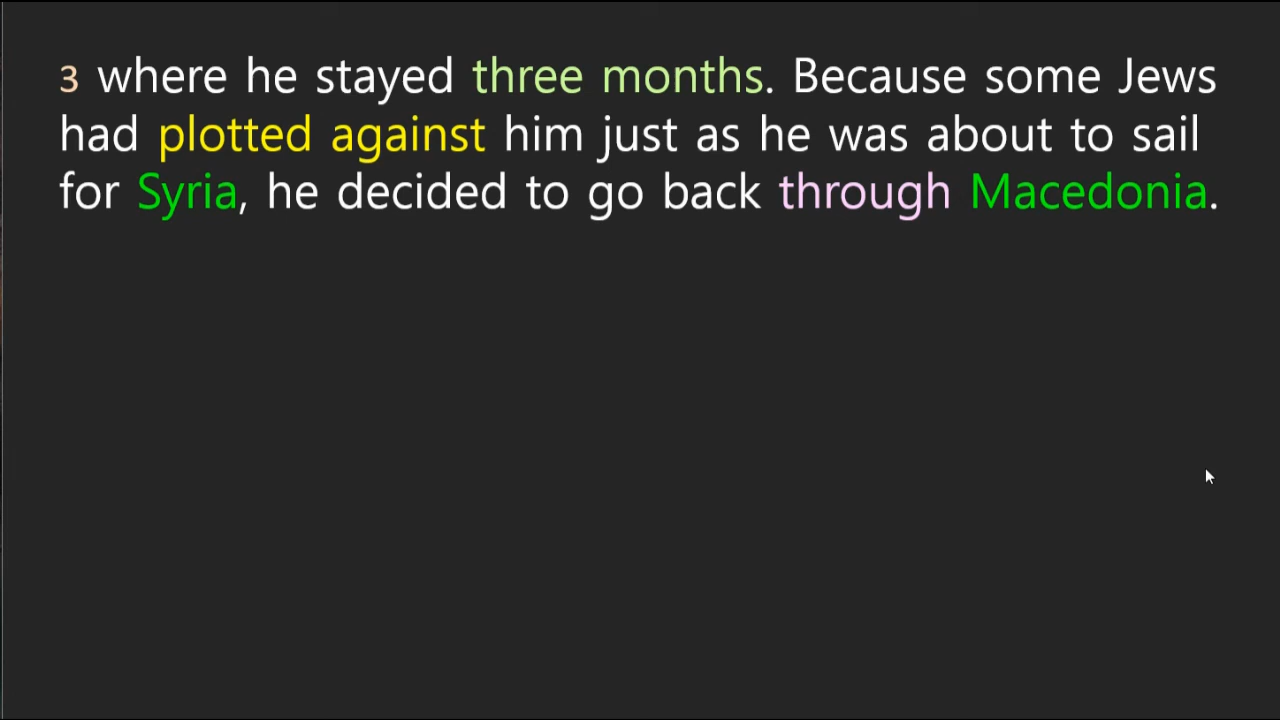 3 where he stayed three months. Because some Jews
had plotted against him just as he was about to sail
for Syria, he decided to go back through Macedonia.